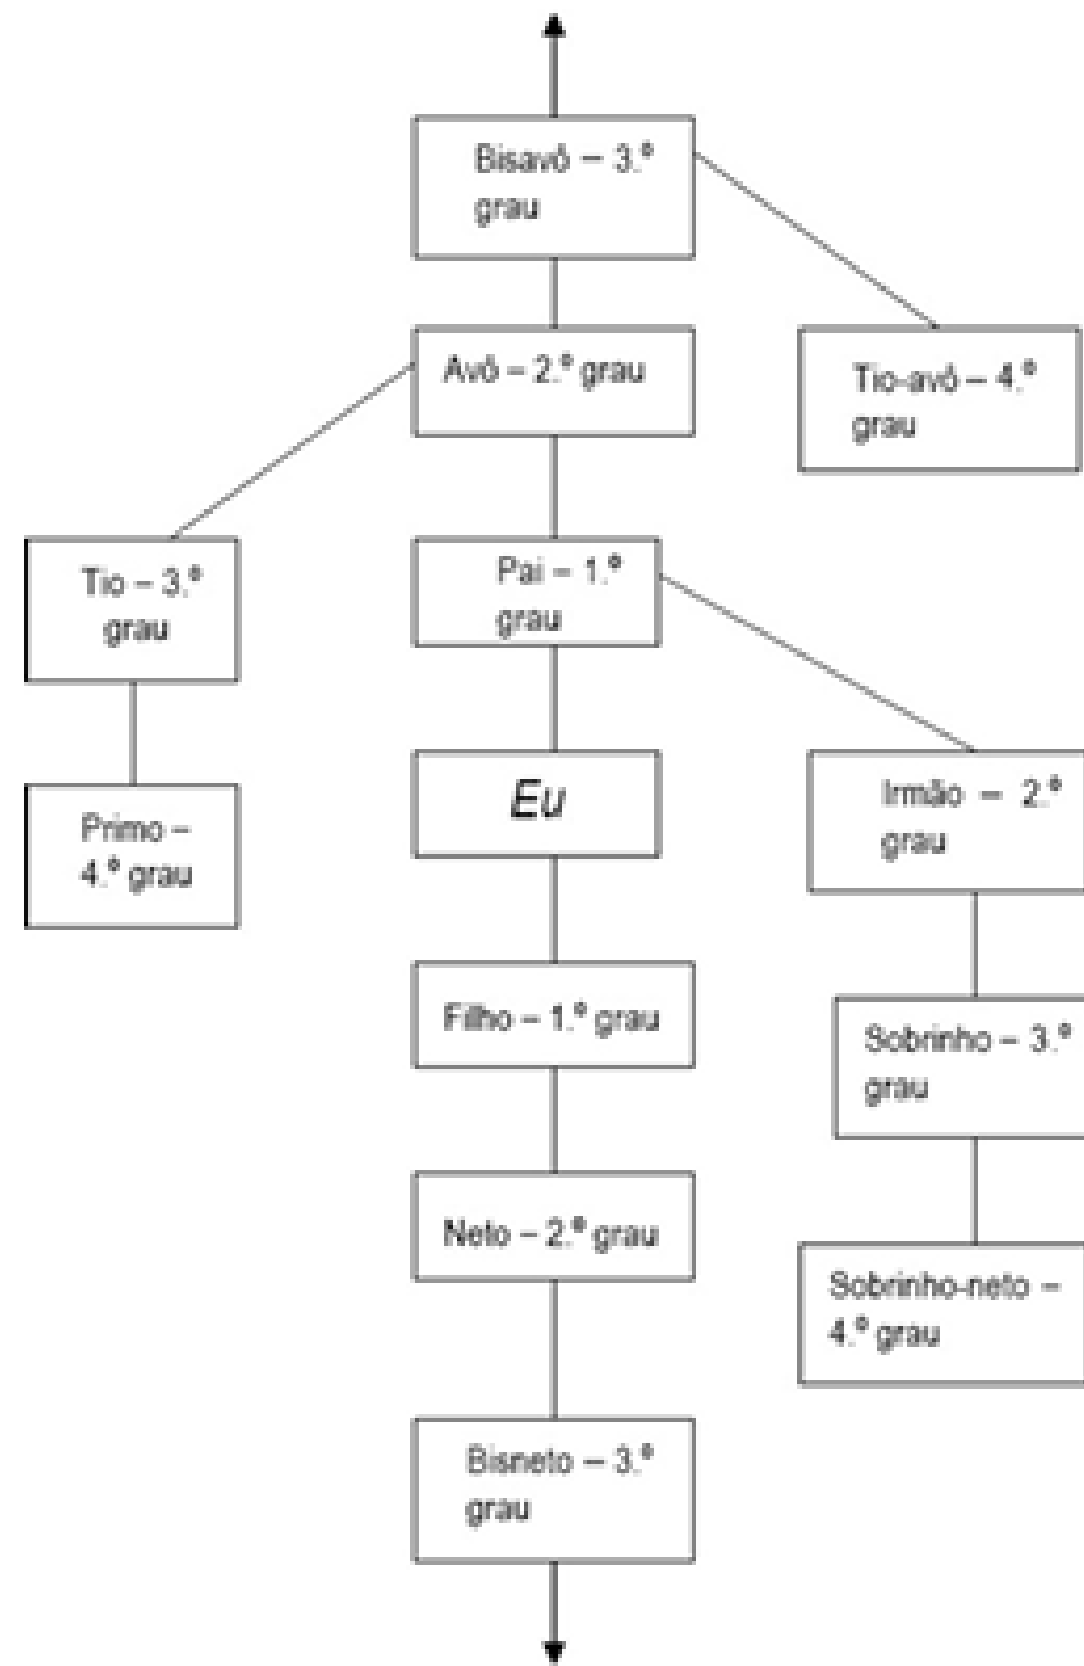 Bisavô – 3.º
grau
Avô – 2.º grau
Tio-avô – 4.º
grau
Tio – 3.º
grau
Pai – 1.º
grau
Eu
Irmão – 2.º
grau
Primo –
4.º grau
Filho – 1.º grau
Sobrinho – 3.º
grau
Neto – 2.º grau
Sobrinho-neto –
4.º grau
Bisneto – 3.º
grau